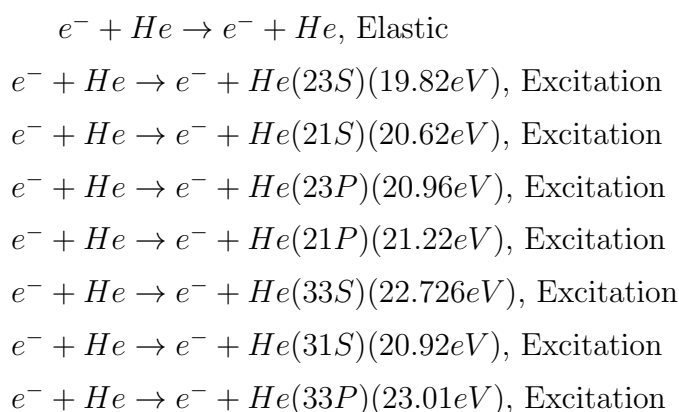 e⁻ + He → e⁻ + He, Elastic
e⁻ + He → e⁻ + He(23S)(19.82eV), Excitation
e⁻ + He → e⁻ + He(21S)(20.62eV), Excitation
e⁻ + He → e⁻ + He(23P)(20.96eV), Excitation
e⁻ + He → e⁻ + He(21P)(21.22eV), Excitation
e⁻ + He → e⁻ + He(33S)(22.726eV), Excitation
e⁻ + He → e⁻ + He(31S)(20.92eV), Excitation
e⁻ + He → e⁻ + He(33P)(23.01eV), Excitation